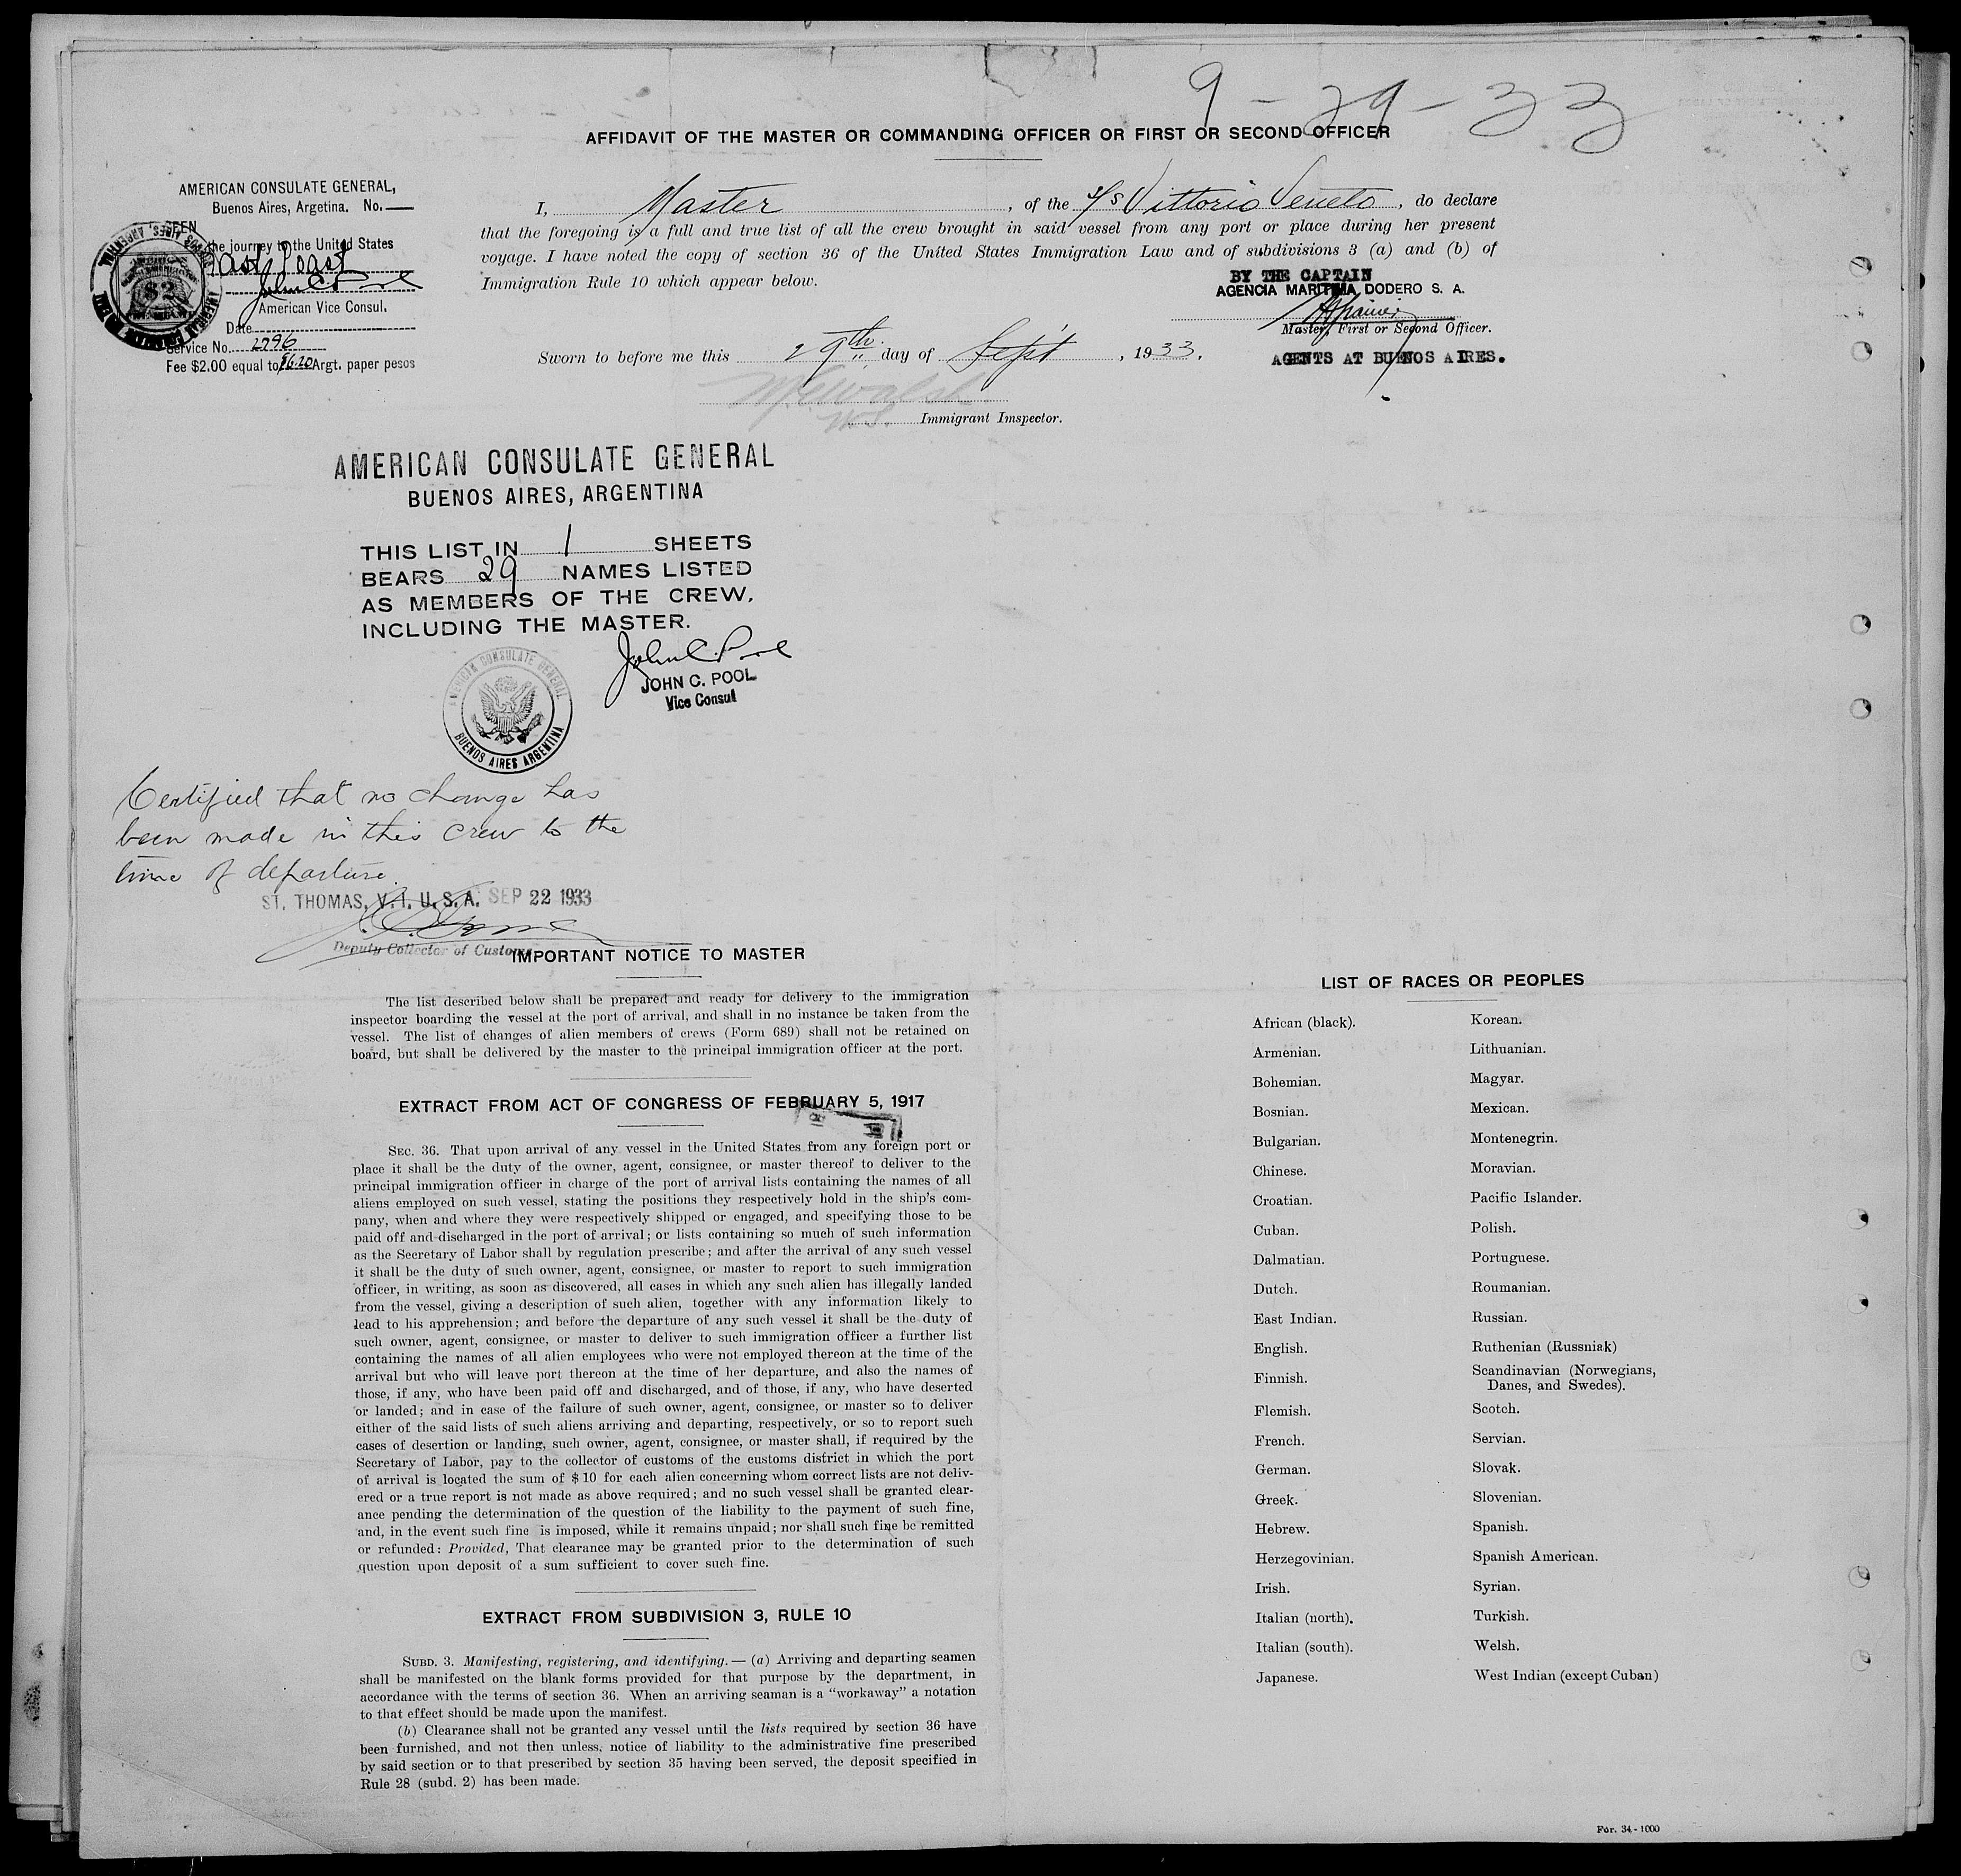 9-29-33
AFFIDAVIT OF THE MASTER OR COMMANDING OFFICER OR FIRST OR SECOND OFFICER
AMERICAN CONSULATE GENERAL,
Buenos Aires, Argetina. No.
SEEN
the journey to the United States
East Coast
John C Pool
American Vice Consul.
Date
Service No. 2296
Fee $2.00 equal to $6.20 Argt. paper pesos
I, Master, of the S/S Vittorio Veneto, do declare
that the foregoing is a full and true list of all the crew brought in said vessel from any port or place during her present
voyage. I have noted the copy of section 36 of the United States Immigration Law and of subdivisions 3 (a) and (b) of
Immigration Rule 10 which appear below.
BY THE CAPTAIN
AGENCIA MARITIMA DODERO S. A.
Master, First or Second Officer.
AGENTS AT BUENOS AIRES.
Sworn to before me this 29th day of Sept, 1933.
Immigrant Imspector.
AMERICAN CONSULATE GENERAL
BUENOS AIRES, ARGENTINA
THIS LIST IN 1 SHEETS
BEARS 29 NAMES LISTED
AS MEMBERS OF THE CREW,
INCLUDING THE MASTER.
John C. Pool
JOHN C. POOL
Vice Consul
AMERICAN CONSULATE GENERAL
BUENOS AIRES ARGENTINA
Certified that no change has
been made in this crew to the
time of departure.
ST. THOMAS, V. I. U. S. A. SEP 22 1933
Deputy Collector of Customs
IMPORTANT NOTICE TO MASTER
The list described below shall be prepared and ready for delivery to the immigration
inspector boarding the vessel at the port of arrival, and shall in no instance be taken from the
vessel. The list of changes of alien members of crews (Form 689) shall not be retained on
board, but shall be delivered by the master to the principal immigration officer at the port.
EXTRACT FROM ACT OF CONGRESS OF FEBRUARY 5, 1917
SEC. 36. That upon arrival of any vessel in the United States from any foreign port or
place it shall be the duty of the owner, agent, consignee, or master thereof to deliver to the
principal immigration officer in charge of the port of arrival lists containing the names of all
aliens employed on such vessel, stating the positions they respectively hold in the ship's com-
pany, when and where they were respectively shipped or engaged, and specifying those to be
paid off and discharged in the port of arrival; or lists containing so much of such information
as the Secretary of Labor shall by regulation prescribe; and after the arrival of any such vessel
it shall be the duty of such owner, agent, consignee, or master to report to such immigration
officer, in writing, as soon as discovered, all cases in which any such alien has illegally landed
from the vessel, giving a description of such alien, together with any information likely to
lead to his apprehension; and before the departure of any such vessel it shall be the duty of
such owner, agent, consignee, or master to deliver to such immigration officer a further list
containing the names of all alien employees who were not employed thereon at the time of the
arrival but who will leave port thereon at the time of her departure, and also the names of
those, if any, who have been paid off and discharged, and of those, if any, who have deserted
or landed; and in case of the failure of such owner, agent, consignee, or master so to deliver
either of the said lists of such aliens arriving and departing, respectively, or so to report such
cases of desertion or landing, such owner, agent, consignee, or master shall, if required by the
Secretary of Labor, pay to the collector of customs of the customs district in which the port
of arrival is located the sum of $10 for each alien concerning whom correct lists are not deliv-
ered or a true report is not made as above required; and no such vessel shall be granted clear-
ance pending the determination of the question of the liability to the payment of such fine,
and, in the event such fine is imposed, while it remains unpaid; nor shall such fine be remitted
or refunded: Provided, That clearance may be granted prior to the determination of such
question upon deposit of a sum sufficient to cover such fine.
EXTRACT FROM SUBDIVISION 3, RULE 10
SUBD. 3. Manifesting, registering, and identifying.—(a) Arriving and departing seamen
shall be manifested on the blank forms provided for that purpose by the department, in
accordance with the terms of section 36. When an arriving seaman is a "workaway" a notation
to that effect should be made upon the manifest.
(b) Clearance shall not be granted any vessel until the lists required by section 36 have
been furnished, and not then unless, notice of liability to the administrative fine prescribed
by said section or to that prescribed by section 35 having been served, the deposit specified in
Rule 28 (subd. 2) has been made.
LIST OF RACES OR PEOPLES
African (black).
Armenian.
Bohemian.
Bosnian.
Bulgarian.
Chinese.
Croatian.
Cuban.
Dalmatian.
Dutch.
East Indian.
English.
Finnish.
Flemish.
French.
German.
Greek.
Hebrew.
Herzegovinian.
Irish.
Italian (north).
Italian (south).
Japanese.
Korean.
Lithuanian.
Magyar.
Mexican.
Montenegrin.
Moravian.
Pacific Islander.
Polish.
Portuguese.
Roumanian.
Russian.
Ruthenian (Russniak)
Scandinavian (Norwegians,
Danes, and Swedes).
Scotch.
Servian.
Slovak.
Slovenian.
Spanish.
Spanish American.
Syrian.
Turkish.
Welsh.
West Indian (except Cuban)
For. 34-1000